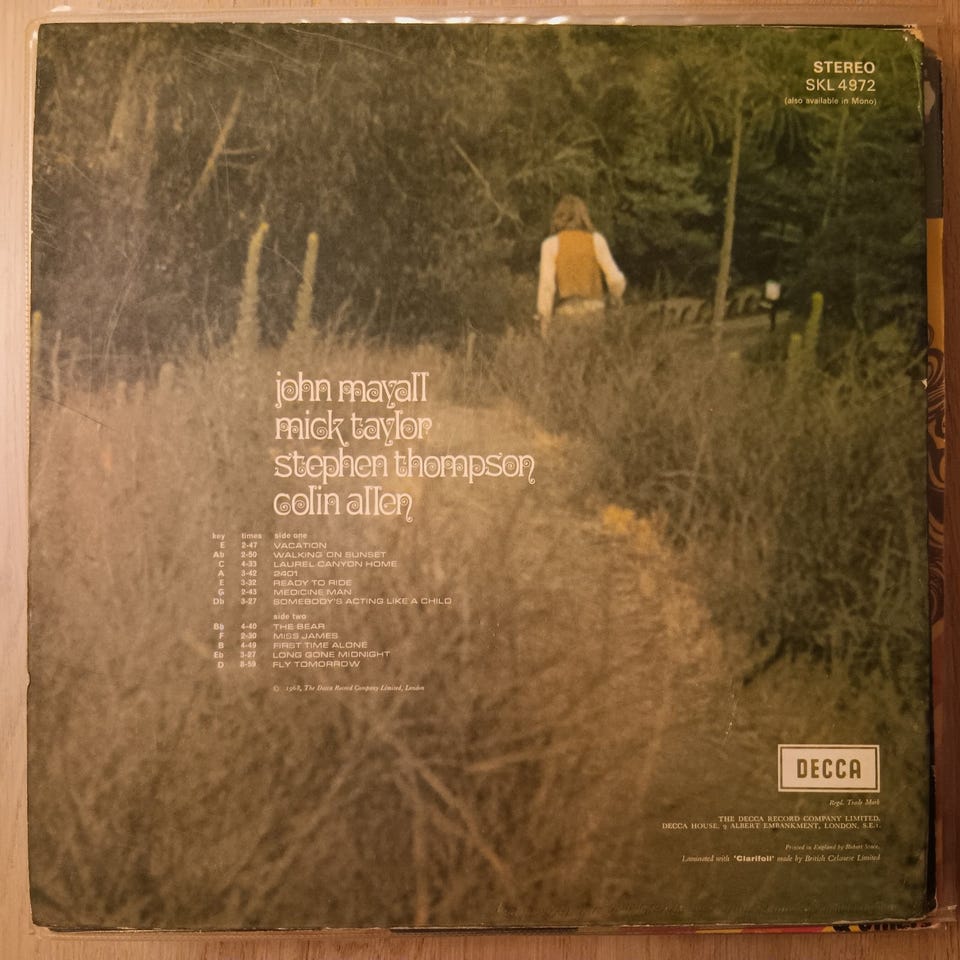 STEREO
SKL 4972
(also available in Mono)
john mayall
mick taylor
stephen thompson
colin allen
key times side one
E 2-47 VACATION
Ab 2-50 WALKING ON SUNSET
C 4-33 LAUREL CANYON HOME
A 3-42 2401
E 3-32 READY TO RIDE
G 2-43 MEDICINE MAN
Db 3-27 SOMEBODY'S ACTING LIKE A CHILD
side two
Bb 4-40 THE BEAR
F 2-30 MISS JAMES
B 4-49 FIRST TIME ALONE
Eb 3-27 LONG GONE MIDNIGHT
D 8-59 FLY TOMORROW
© 1968, The Decca Record Company Limited, London
DECCA
Regd. Trade Mark
THE DECCA RECORD COMPANY LIMITED,
DECCA HOUSE, 9 ALBERT EMBANKMENT, LONDON, S.E.1.
Printed in England by Robert Stace,
Laminated with 'Clarifoil' made by British Celanese Limited